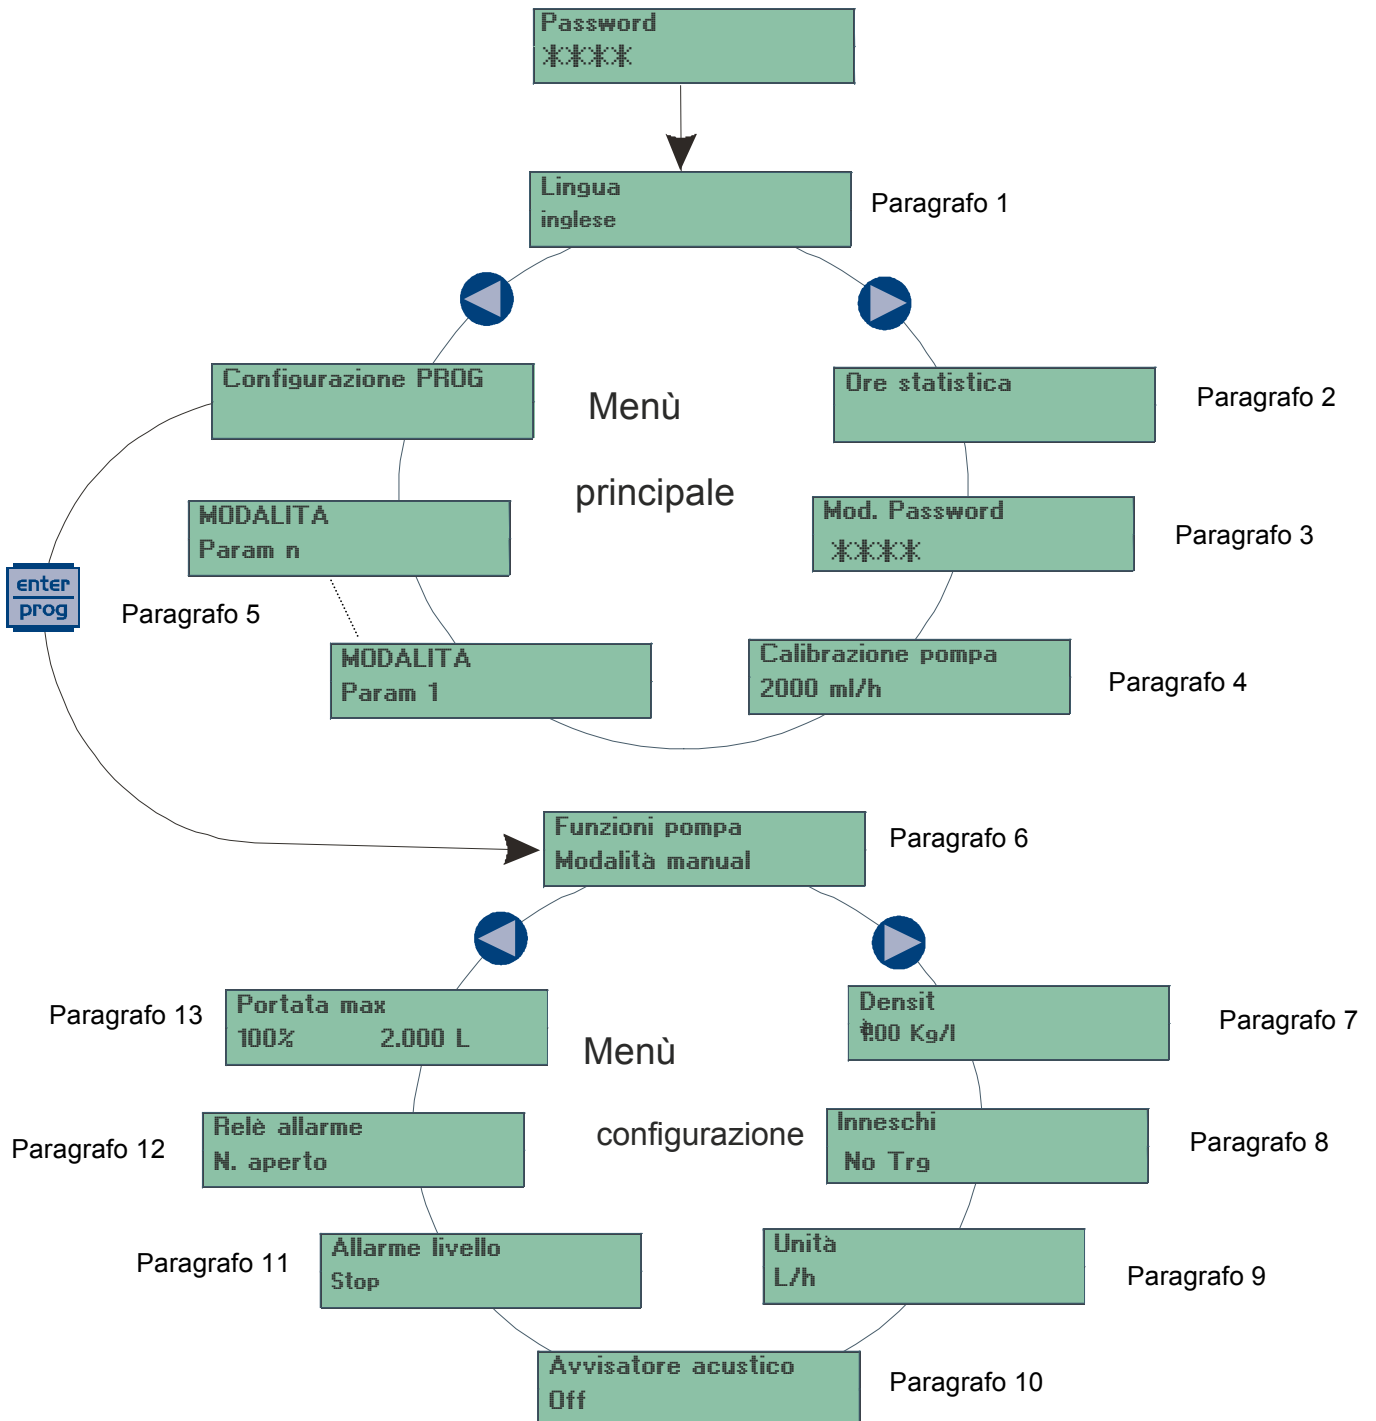 Password
****
Lingua
inglese
Paragrafo 1
Configurazione PROG
Menù
principale
Ore statistica
Paragrafo 2
MODALITA
Param n
Mod. Password
****
Paragrafo 3
enter
prog
Paragrafo 5
MODALITA
Param 1
Calibrazione pompa
2000 ml/h
Paragrafo 4
Funzioni pompa
Modalità manual
Paragrafo 6
Paragrafo 13
Portata max
100% 2.000 L
Menù
configurazione
Densit
à
1.00 Kg/l
Paragrafo 7
Paragrafo 12
Relè allarme
N. aperto
Inneschi
No Trg
Paragrafo 8
Paragrafo 11
Allarme livello
Stop
Unità
L/h
Paragrafo 9
Avvisatore acustico
Off
Paragrafo 10